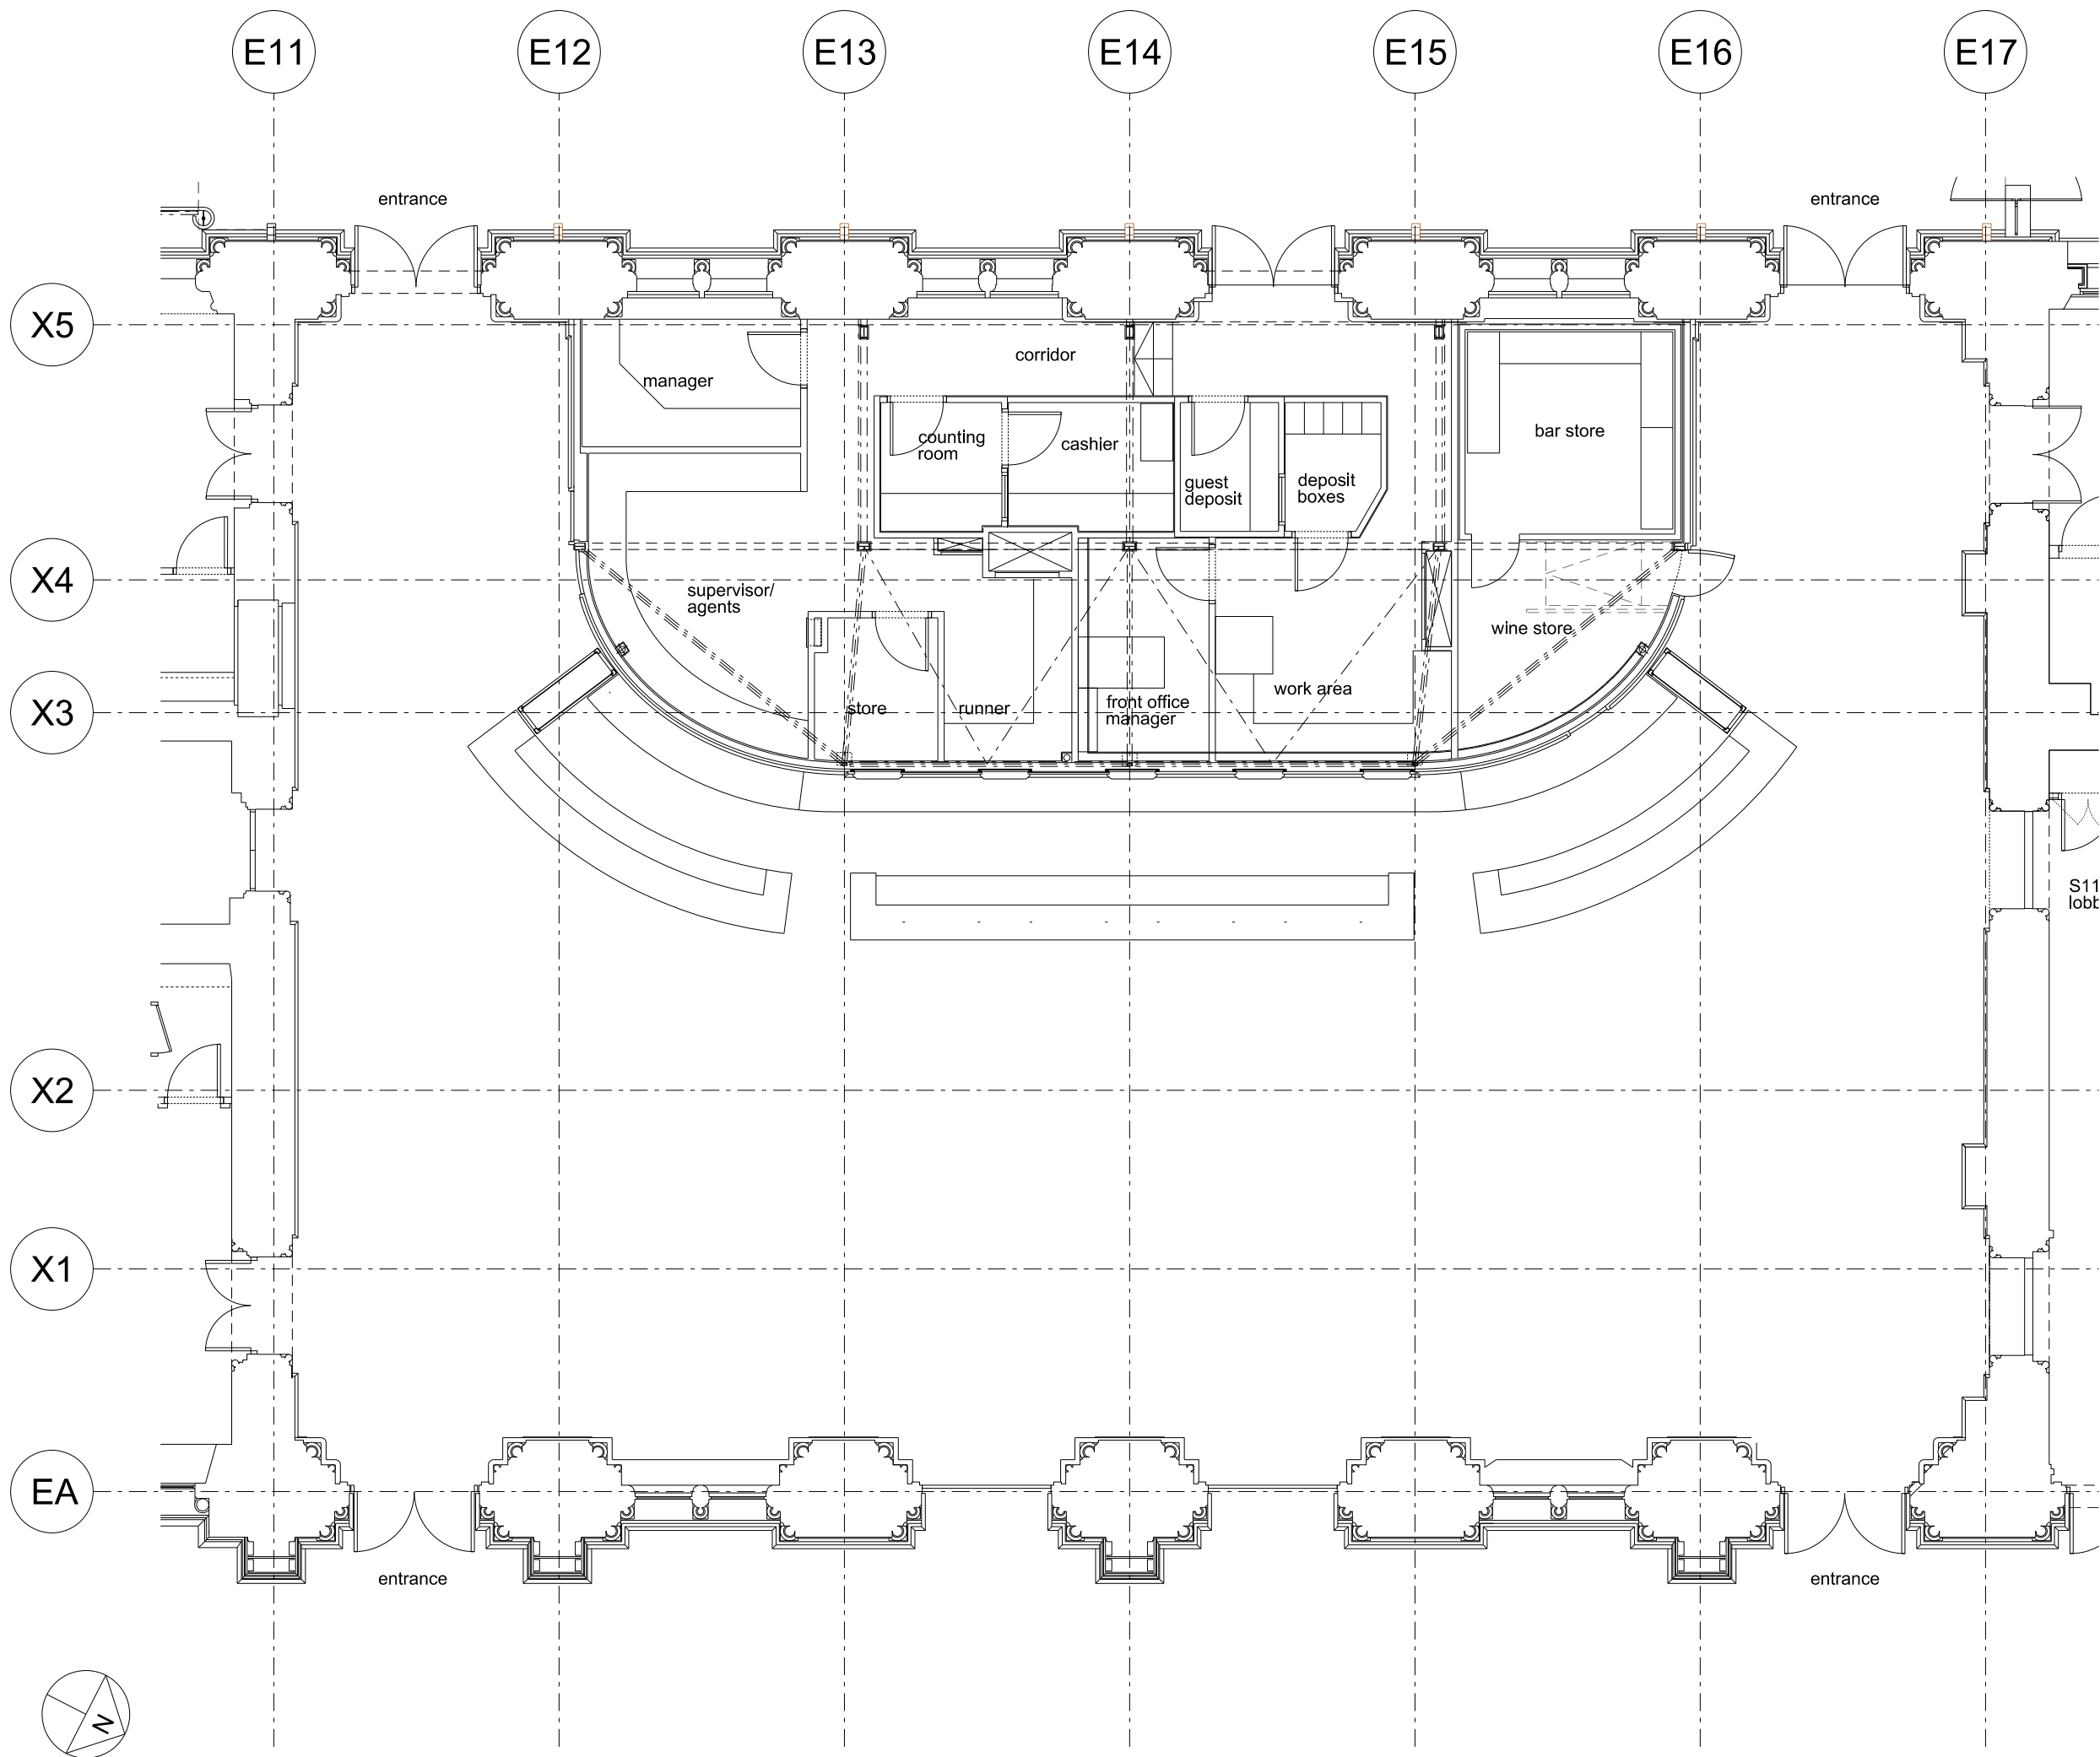 E11 E12 E13 E14 E15 E16 E17
entrance entrance
X5
corridor
manager
bar store
counting
room
cashier
guest
deposit
deposit
boxes
X4
supervisor/
agents
wine store
work area
X3
store
runner
front office
manager
S11
lobb
X2
X1
EA
entrance entrance
N